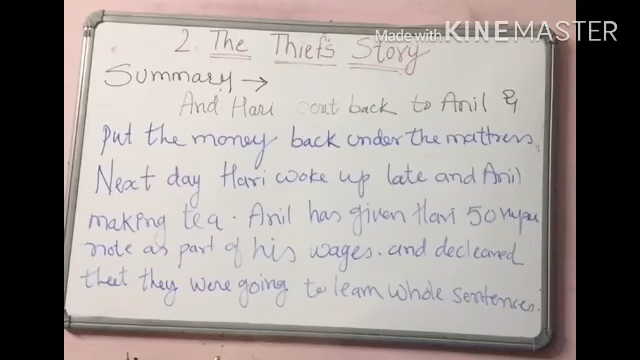 Made with KINEMASTER
2. The Thief's Story
Summary →
And Hari went back to Anil &
put the money back under the mattress.
Next day Hari woke up late and Anil
making tea. Anil has given Hari 50 rupee
note as part of his wages. and decleared
that they were going to learn whole sentences.